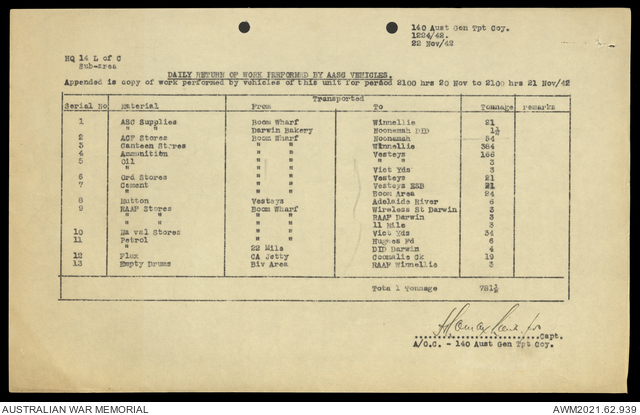 140 Aust Gen Tpt Coy.
1224/42.
22 Nov/42
HQ 14 L of C
Sub-area
DAILY RETURN OF WORK PERFORMED BY AASC VEHICLES.
Appended is copy of work performed by vehicles of this unit for period 2100 hrs 20 Nov to 2100 hrs 21 Nov/42
Transported
Serial No Material From To Tonnage remarks
1 ASC Supplies Boom Wharf Winnellie 21
" " Darwin Bakery Noonamah DID 1½
2 ACF Stores Boom Wharf Noonamah 54
3 Canteen Stores " " Winnellie 384
4 Ammunition " " Vesteys 168
5 Oil " " " " 3
" " " Vict Yds 3
6 Ord Stores " " Vesteys 21
7 Cement " " Vesteys ESB 21
" " " Boom Area 24
8 Mutton Vesteys Adelaide River 6
9 RAAF Stores Boom Wharf Wireless St Darwin 3
" " " " RAAF Darwin 3
" " " " 11 Mile 3
10 Na val Stores " " Vict Yds 34
11 Petrol " " Hughes Fd 6
" 22 Mile DID Darwin 4
12 Plex CA Jetty Coomalie Ck 19
13 Empty Drums Biv Area RAAF Winnellie 3
Tota l Tonnage 781½
Capt.
A/O.C. - 140 Aust Gen Tpt Coy.
AUSTRALIAN WAR MEMORIAL
AWM2021.62.939